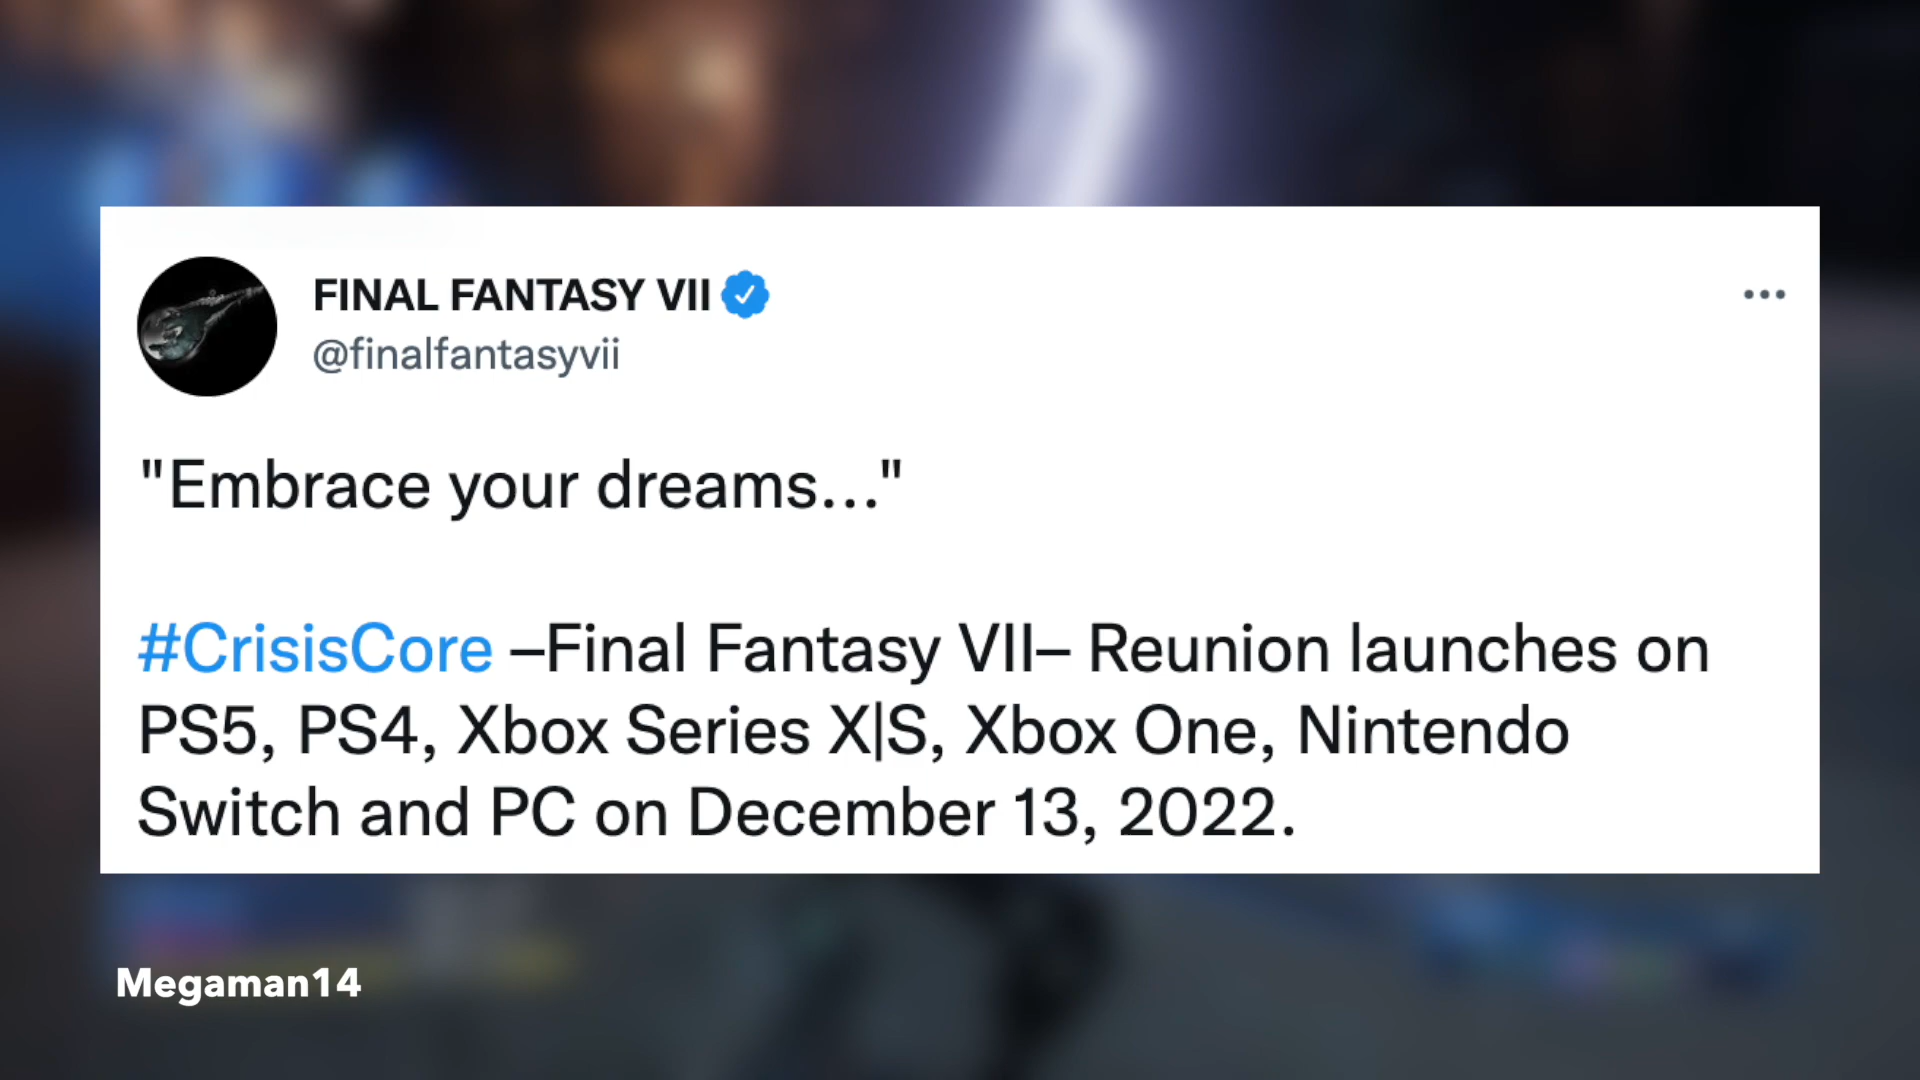 FINAL FANTASY VII
@finalfantasyvii
"Embrace your dreams..."
#CrisisCore –Final Fantasy VII– Reunion launches on
PS5, PS4, Xbox Series X|S, Xbox One, Nintendo
Switch and PC on December 13, 2022.
Megaman14